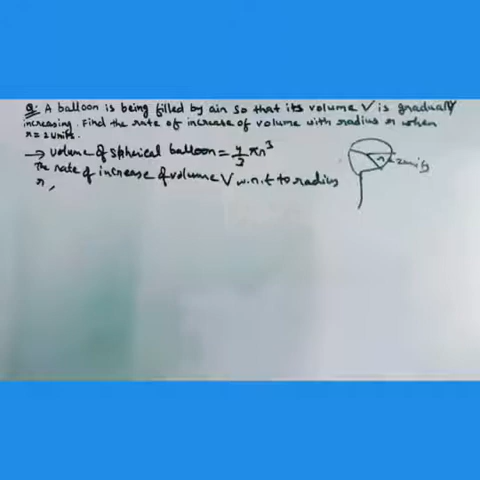 Q: A balloon is being filled by air so that its volume V is gradually
increasing. Find the rate of increase of volume with radius r when
r = 2 units.
→ volume of spherical balloon = 4/3 πr³
The rate of increase of volume V w.r.t to radius
r,
r = 2 units